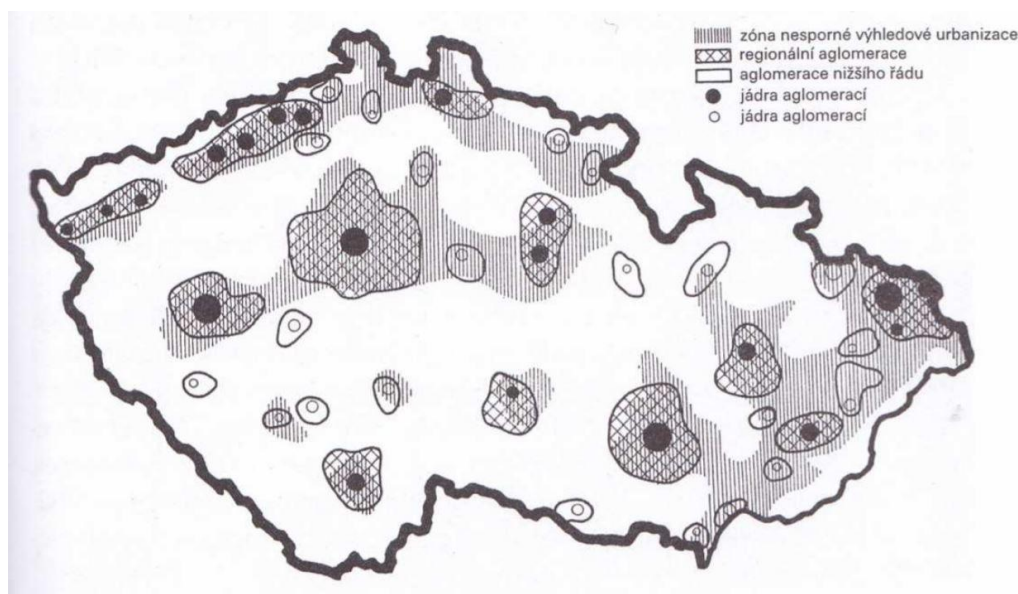 zóna nesporné výhledové urbanizace
regionální aglomerace
aglomerace nižšího řádu
jádra aglomerací
jádra aglomerací